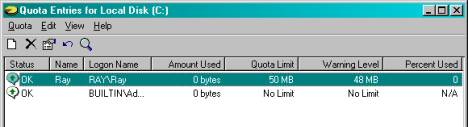 Quota Entries for Local Disk (C:)
Quota Edit View Help
Status Name Logon Name Amount Used Quota Limit Warning Level Percent Used
OK Ray RAY\Ray 0 bytes 50 MB 48 MB 0
OK BUILTIN\Ad... 0 bytes No Limit No Limit N/A